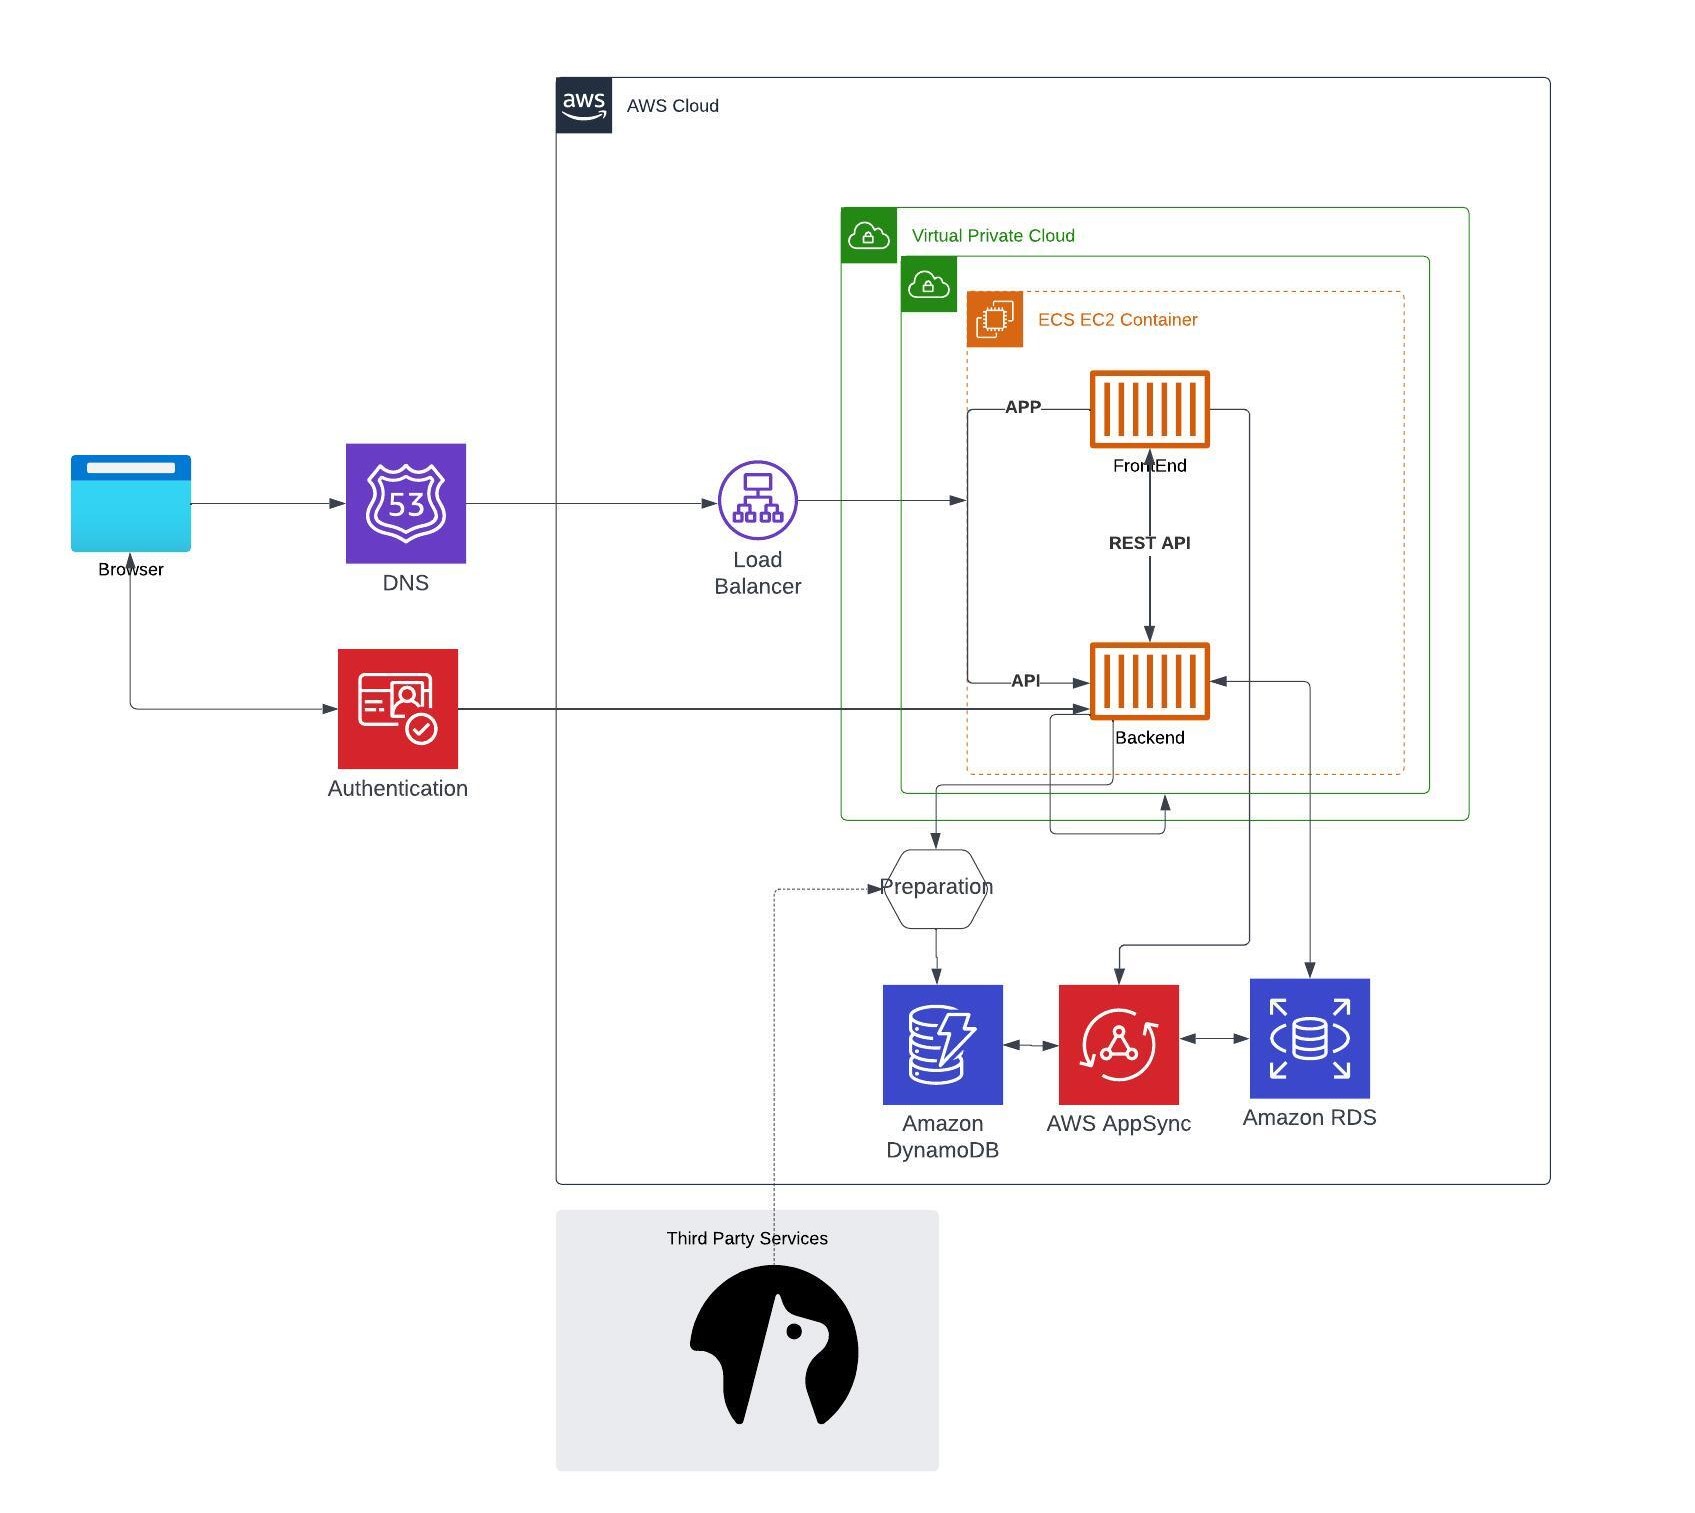 aws
AWS Cloud
Virtual Private Cloud
ECS EC2 Container
APP
FrontEnd
REST API
API
Backend
Browser
53
DNS
Load
Balancer
Authentication
Preparation
Amazon
DynamoDB
AWS AppSync
Amazon RDS
Third Party Services